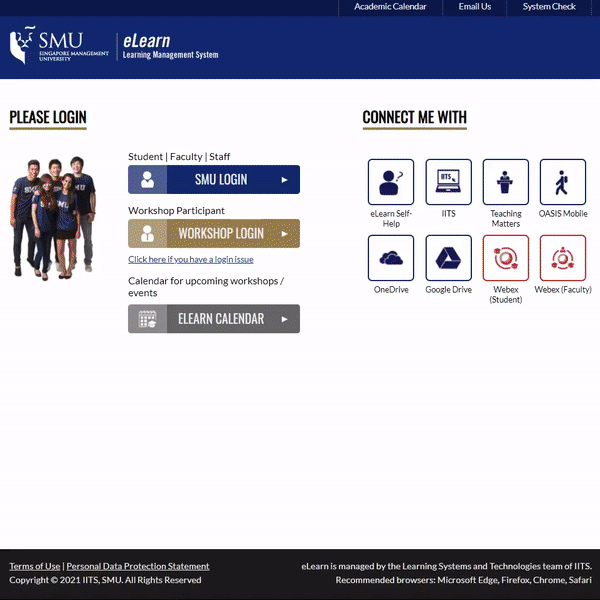 Academic Calendar
Email Us
System Check
SMU
SINGAPORE MANAGEMENT
UNIVERSITY
eLearn
Learning Management System
PLEASE LOGIN
Student | Faculty | Staff
SMU LOGIN
Workshop Participant
WORKSHOP LOGIN
Click here if you have a login issue
Calendar for upcoming workshops /
events
ELEARN CALENDAR
CONNECT ME WITH
IITS
eLearn Self-
Help
IITS
Teaching
Matters
OASIS Mobile
OneDrive
Google Drive
Webex
(Student)
Webex (Faculty)
Terms of Use | Personal Data Protection Statement
Copyright © 2021 IITS, SMU. All Rights Reserved
eLearn is managed by the Learning Systems and Technologies team of IITS.
Recommended browsers: Microsoft Edge, Firefox, Chrome, Safari